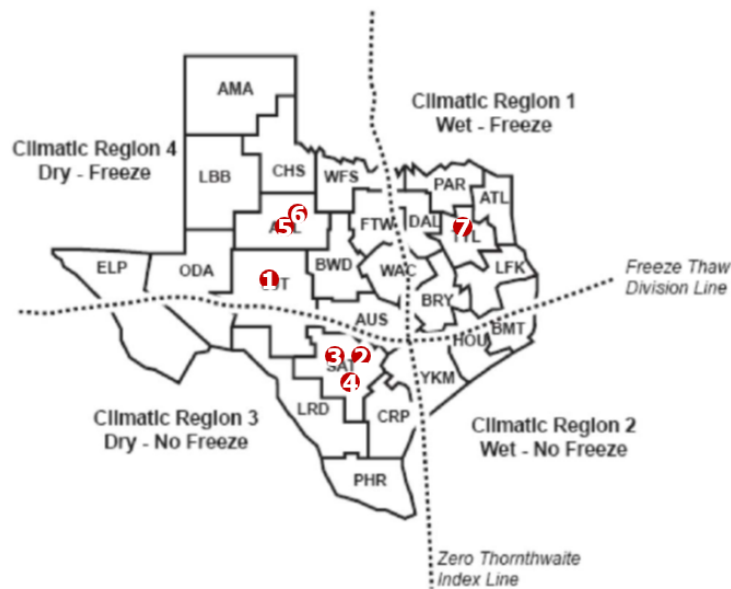 Climatic Region 1
Wet - Freeze
AMA
Climatic Region 4
Dry - Freeze
LBB
CHS
WFS
PAR
ATL
6
5
FTW
DAL
7
TYL
ELP
ODA
1
BWD
WAC
LFK
Freeze Thaw
Division Line
BRY
AUS
HOU
BMT
3
2
SAT
4
YKM
LRD
CRP
Climatic Region 3
Dry - No Freeze
Climatic Region 2
Wet - No Freeze
PHR
Zero Thornthwaite
Index Line